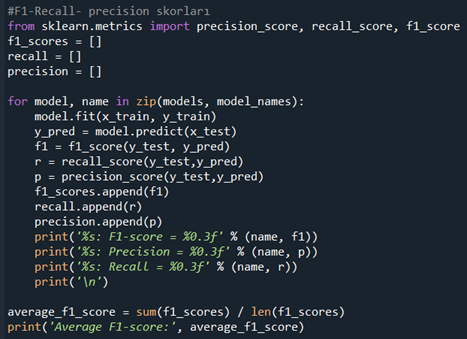 #F1-Recall- precision skorları
from sklearn.metrics import precision_score, recall_score, f1_score
f1_scores = []
recall = []
precision = []

for model, name in zip(models, model_names):
    model.fit(x_train, y_train)
    y_pred = model.predict(x_test)
    f1 = f1_score(y_test, y_pred)
    r = recall_score(y_test,y_pred)
    p = precision_score(y_test,y_pred)
    f1_scores.append(f1)
    recall.append(r)
    precision.append(p)
    print('%s: F1-score = %0.3f' % (name, f1))
    print('%s: Precision = %0.3f' % (name, p))
    print('%s: Recall = %0.3f' % (name, r))
    print('\n')

average_f1_score = sum(f1_scores) / len(f1_scores)
print('Average F1-score:', average_f1_score)